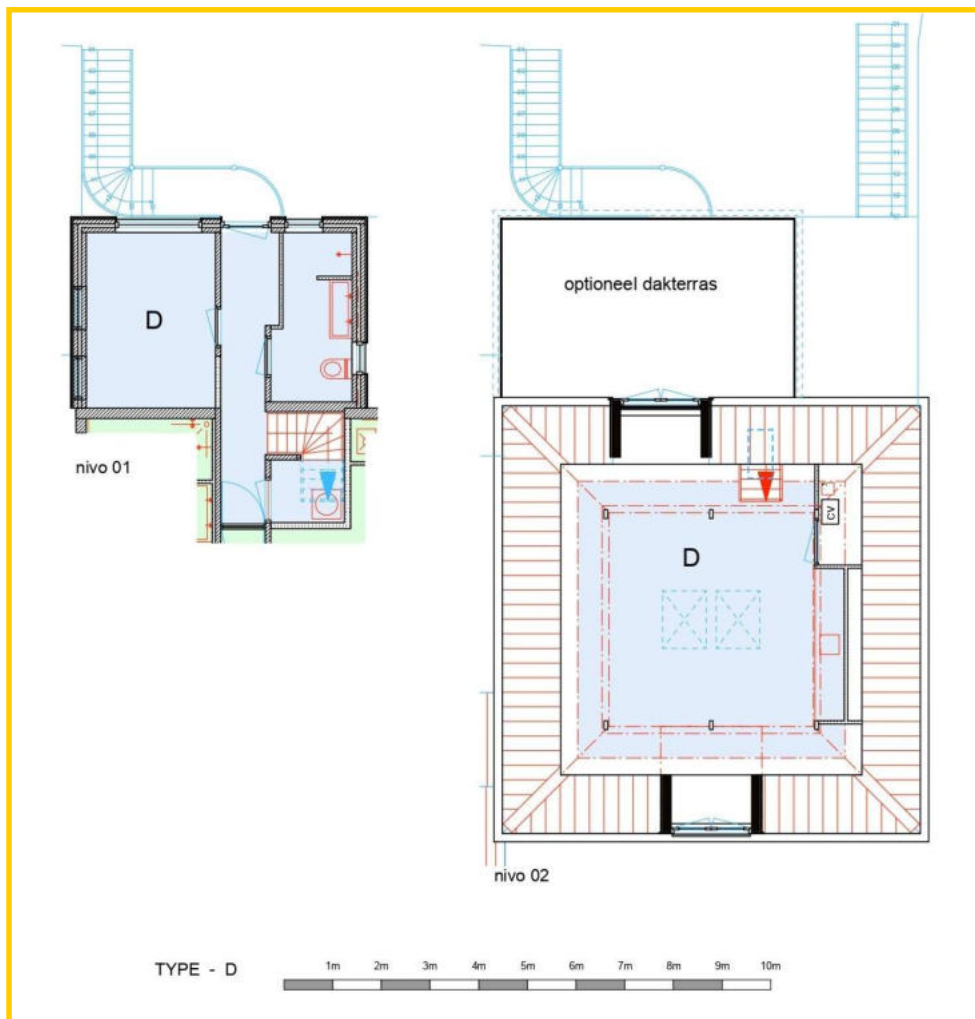 optioneel dakterras
D
nivo 01
CV
D
nivo 02
TYPE - D
1m 2m 3m 4m 5m 6m 7m 8m 9m 10m